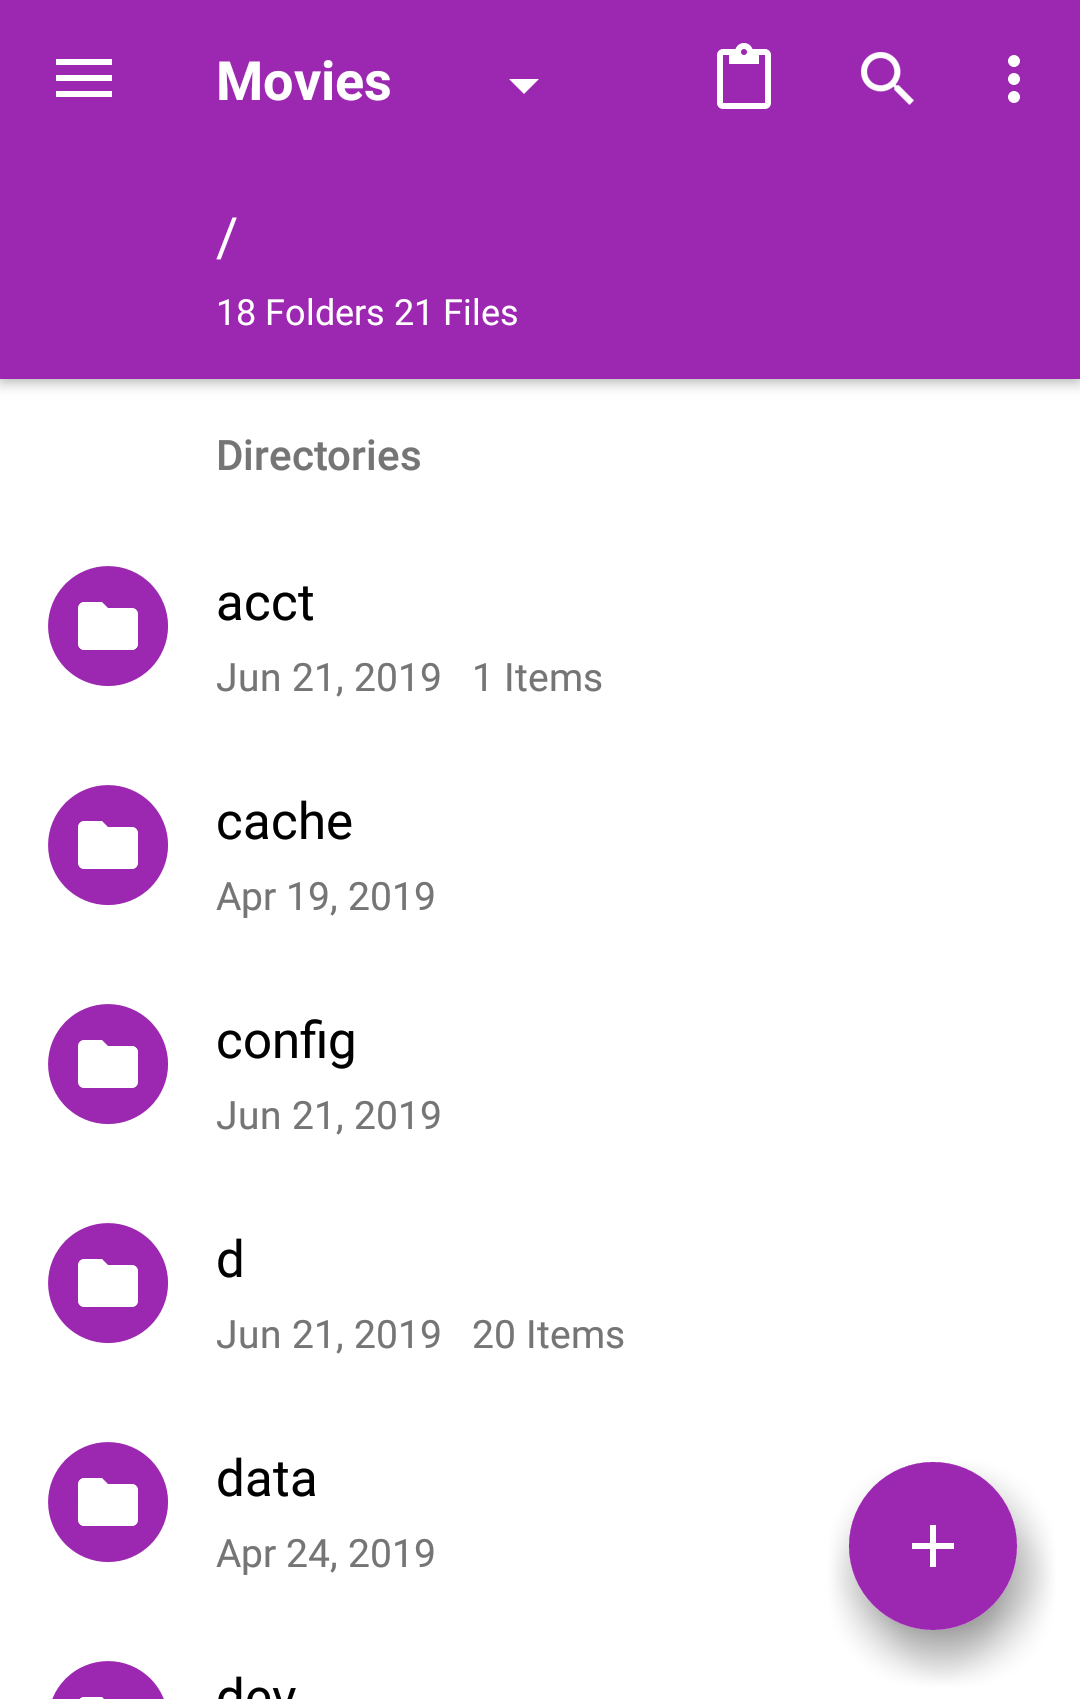 Movies
/
18 Folders 21 Files
Directories
acct
Jun 21, 2019 1 Items
cache
Apr 19, 2019
config
Jun 21, 2019
d
Jun 21, 2019 20 Items
data
Apr 24, 2019
dev